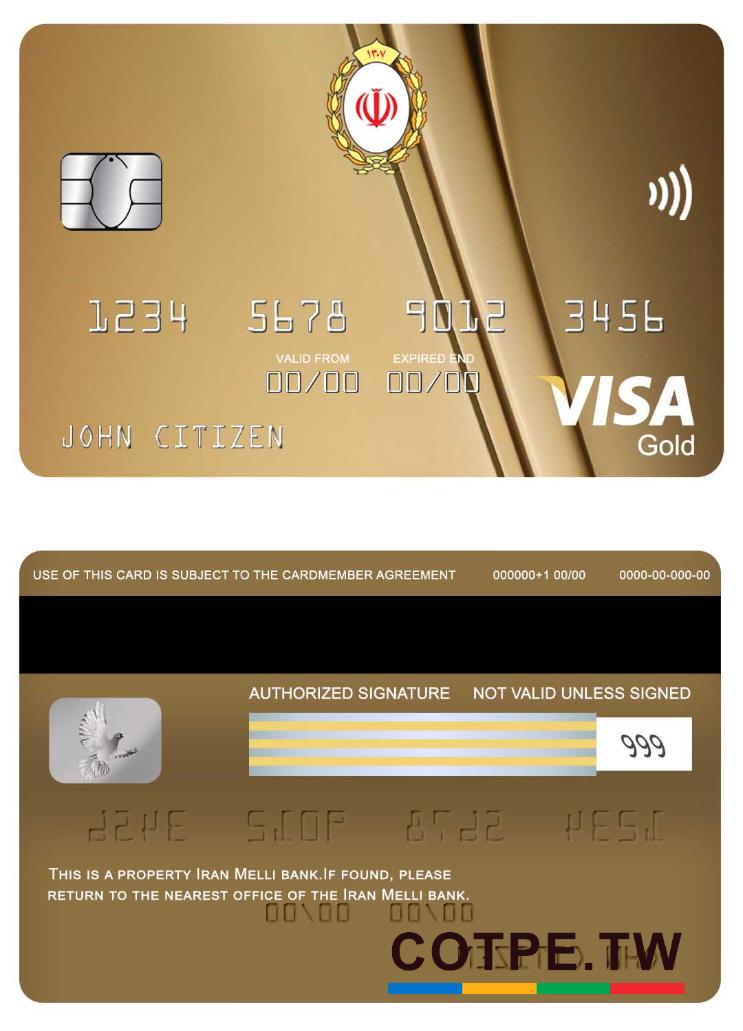 ۱۳۰۷
1234 5678 9012 3456
VALID FROM EXPIRED END
00/00 00/00
VISA
Gold
JOHN CITIZEN
USE OF THIS CARD IS SUBJECT TO THE CARDMEMBER AGREEMENT 000000+1 00/00 0000-00-000-00
AUTHORIZED SIGNATURE NOT VALID UNLESS SIGNED
999
THIS IS A PROPERTY IRAN MELLI BANK.IF FOUND, PLEASE
RETURN TO THE NEAREST OFFICE OF THE IRAN MELLI BANK.
COTPE.TW